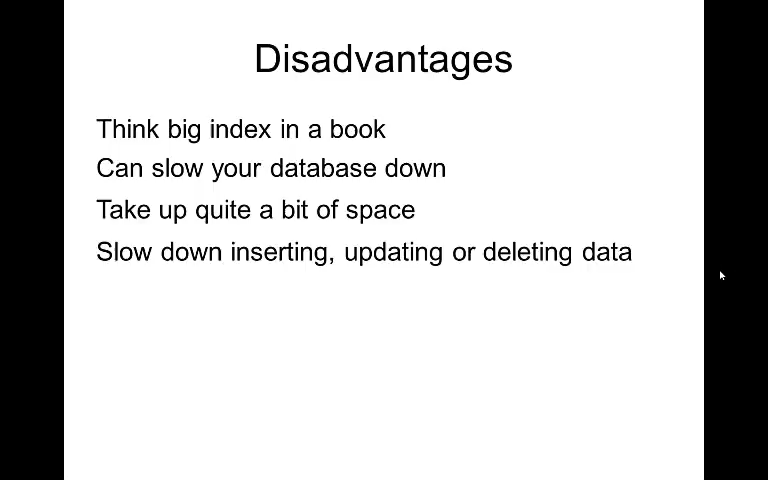 Disadvantages
Think big index in a book
Can slow your database down
Take up quite a bit of space
Slow down inserting, updating or deleting data